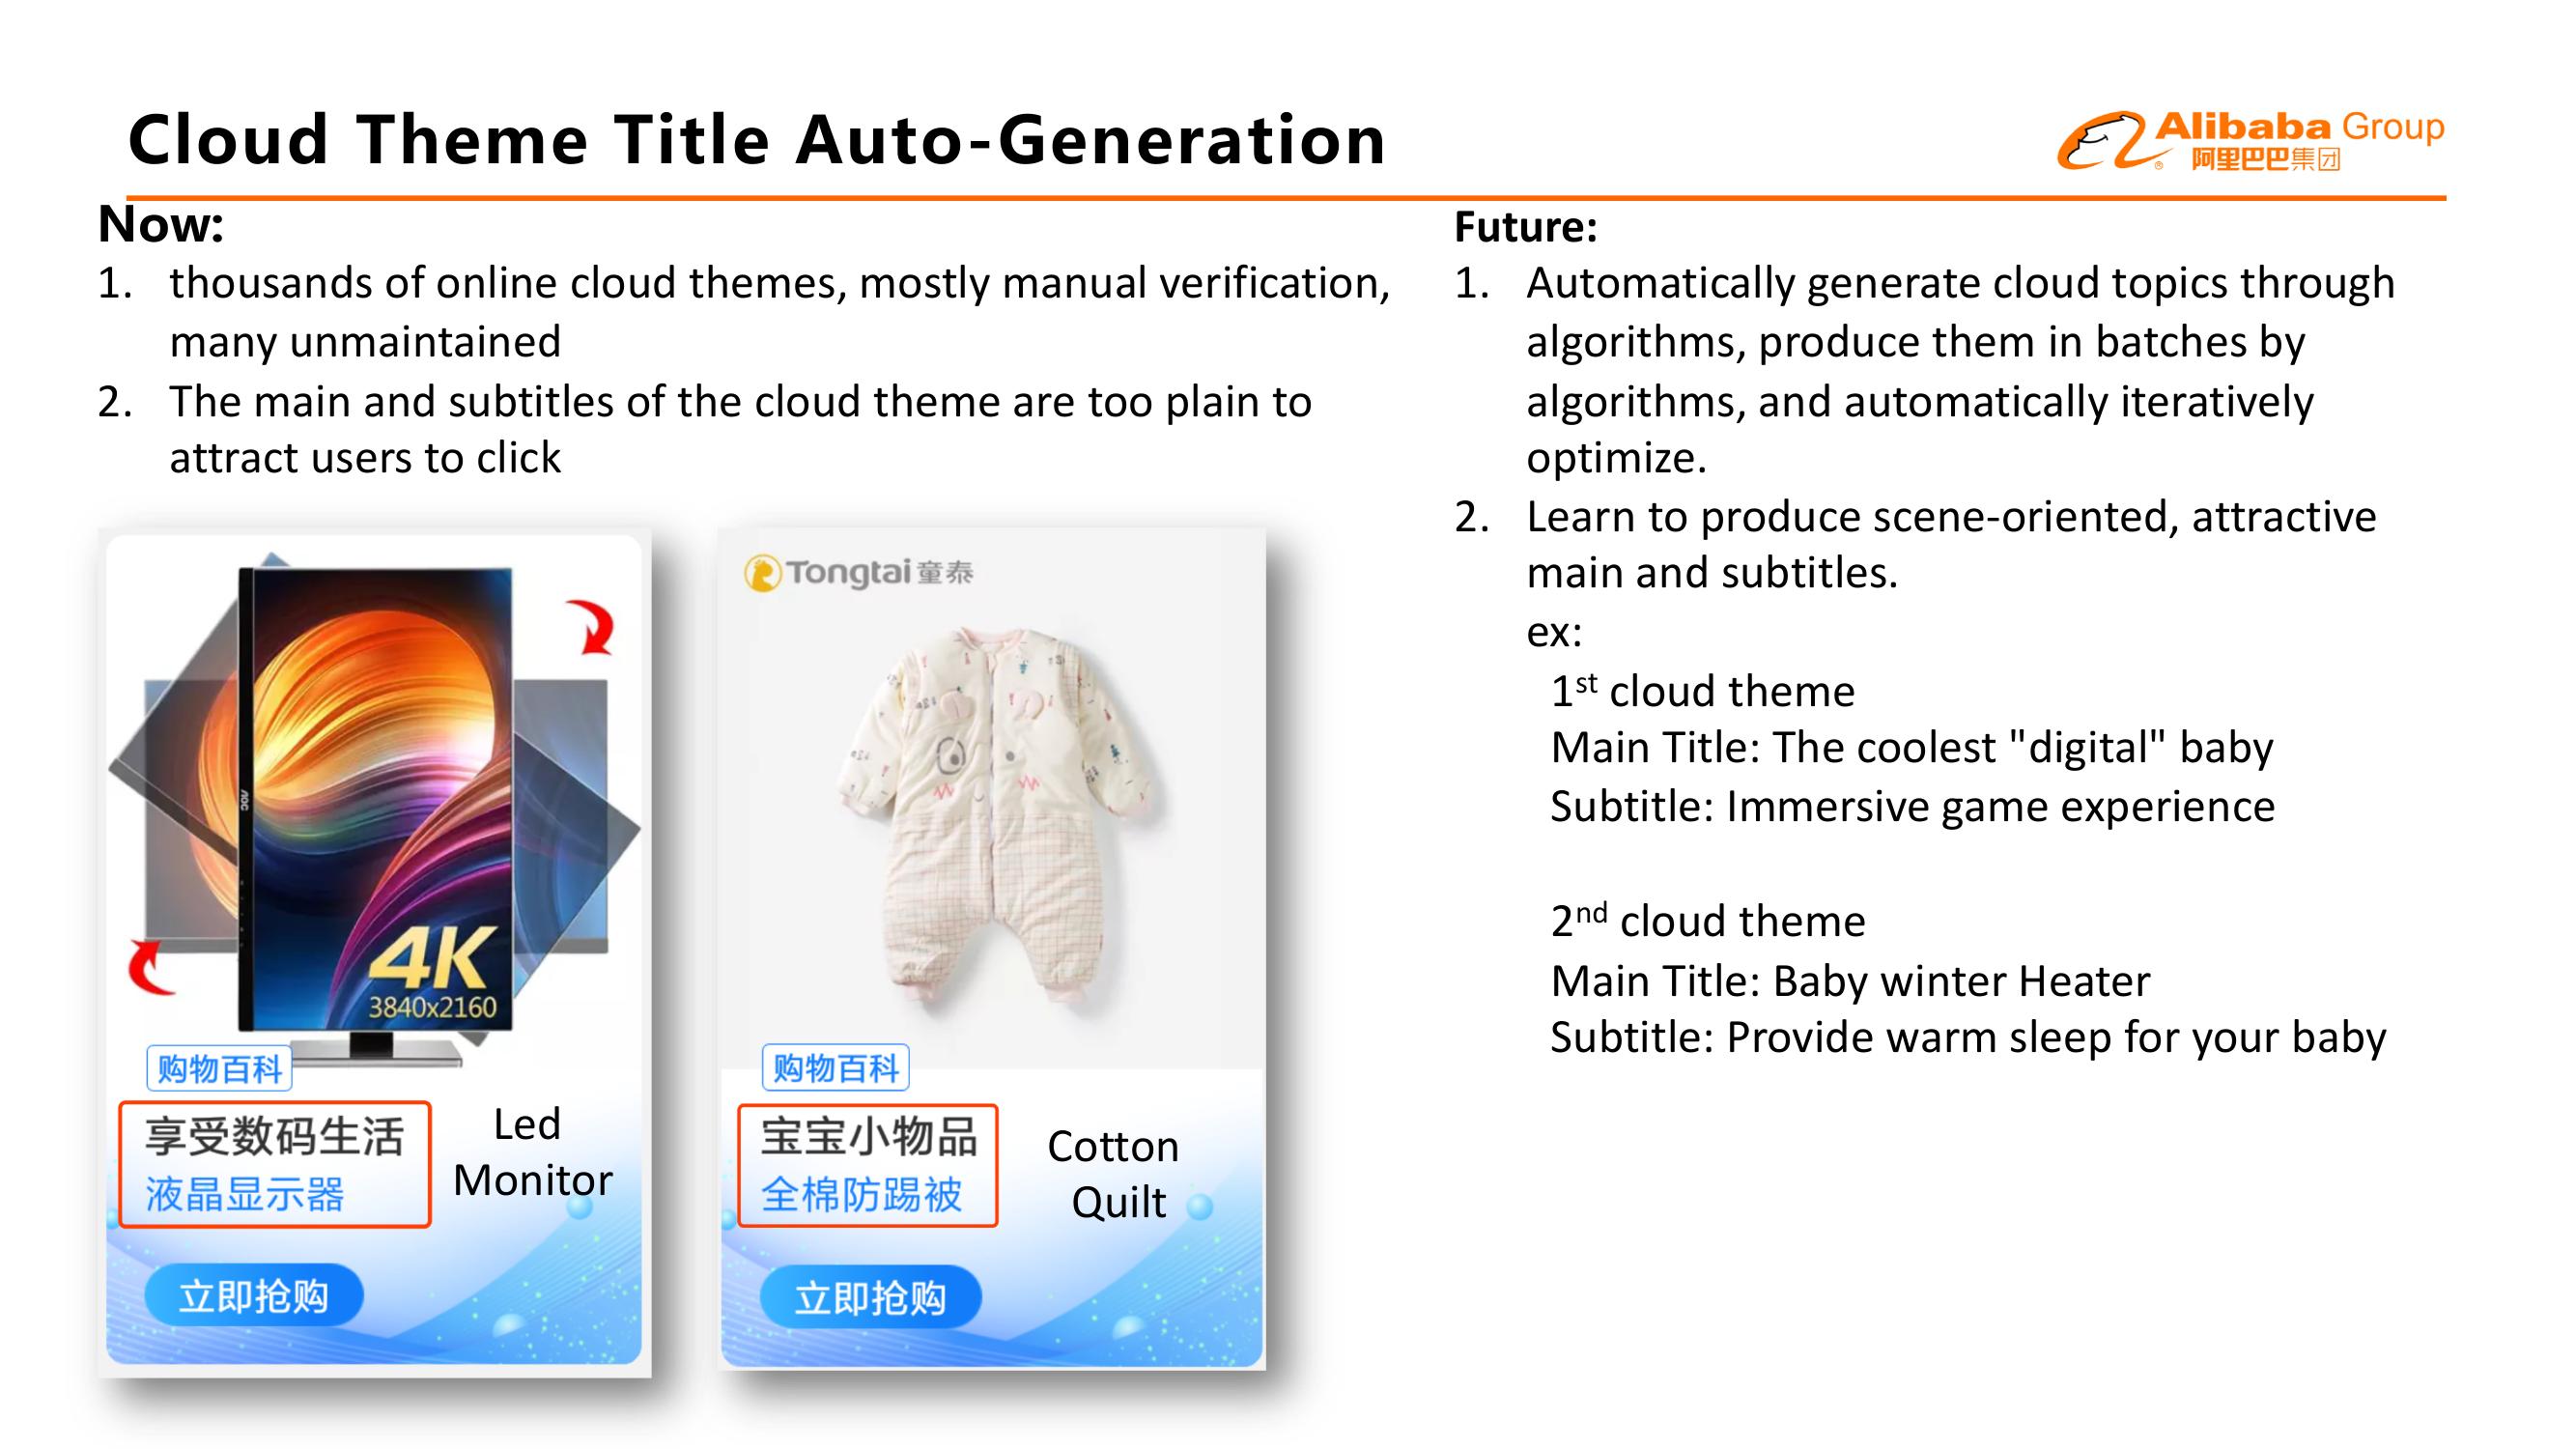 Cloud Theme Title Auto-Generation
Alibaba Group
阿里巴巴集团
®
Now:
1. thousands of online cloud themes, mostly manual verification,
many unmaintained
2. The main and subtitles of the cloud theme are too plain to
attract users to click
AOC
4K
3840x2160
购物百科
享受数码生活
液晶显示器
Led
Monitor
立即抢购
Tongtai 童泰
购物百科
宝宝小物品
全棉防踢被
Cotton
Quilt
立即抢购
Future:
1. Automatically generate cloud topics through
algorithms, produce them in batches by
algorithms, and automatically iteratively
optimize.
2. Learn to produce scene-oriented, attractive
main and subtitles.
ex:
1st cloud theme
Main Title: The coolest "digital" baby
Subtitle: Immersive game experience
2nd cloud theme
Main Title: Baby winter Heater
Subtitle: Provide warm sleep for your baby